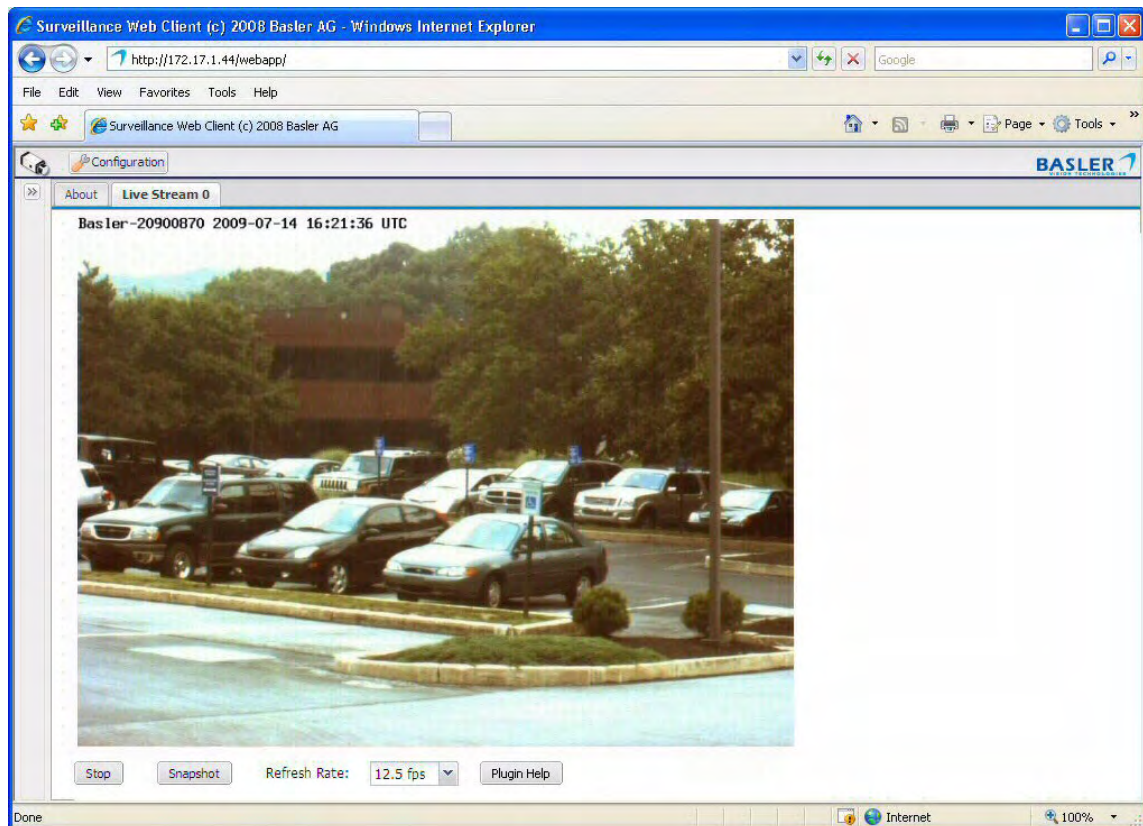 Surveillance Web Client (c) 2008 Basler AG - Windows Internet Explorer
http://172.17.1.44/webapp/
Google
File Edit View Favorites Tools Help
Surveillance Web Client (c) 2008 Basler AG
Page Tools
Configuration
BASLER
VISION TECHNOLOGIES
About Live Stream 0
Basler-20900870 2009-07-14 16:21:36 UTC
Stop Snapshot Refresh Rate: 12.5 fps Plugin Help
Done Internet 100%